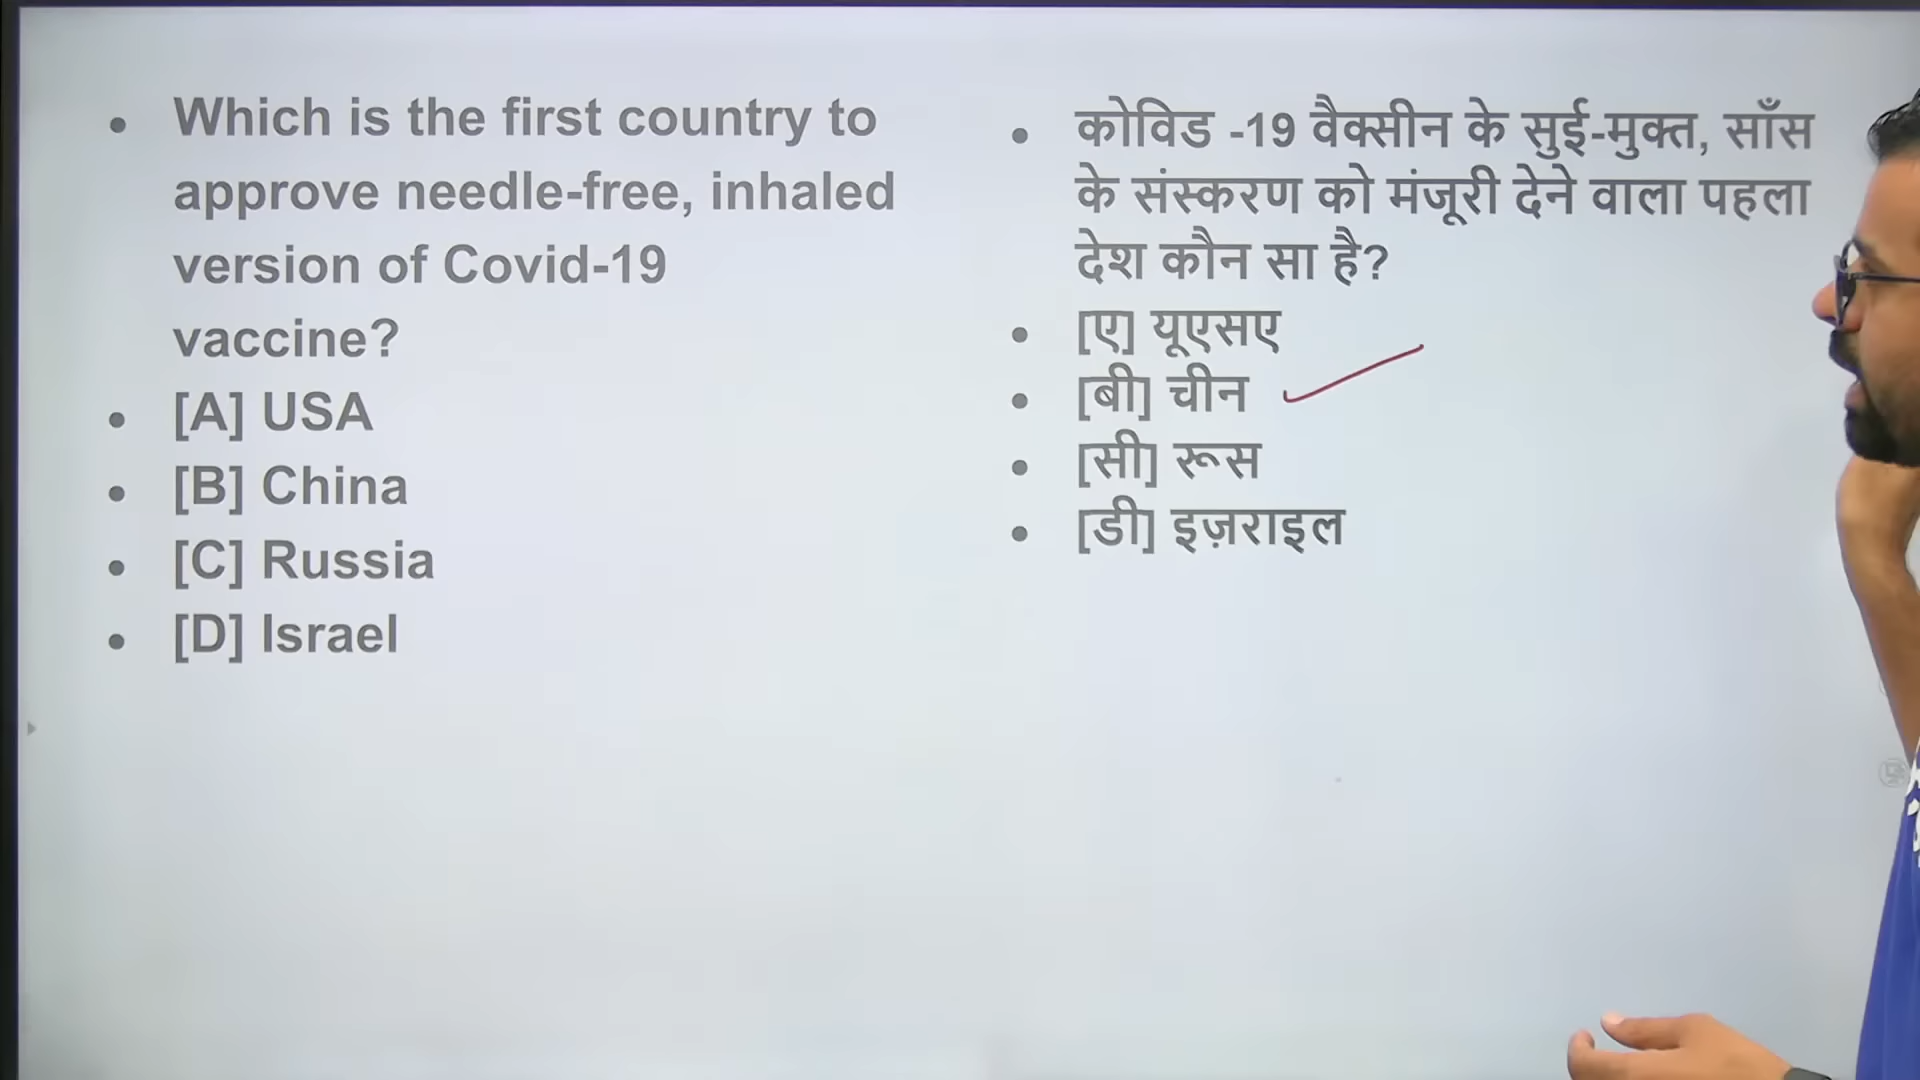 Which is the first country to
approve needle-free, inhaled
version of Covid-19
vaccine?
[A] USA
[B] China
[C] Russia
[D] Israel
कोविड -19 वैक्सीन के सुई-मुक्त, साँस
के संस्करण को मंजूरी देने वाला पहला
देश कौन सा है?
[ए] यूएसए
[बी] चीन
[सी] रूस
[डी] इज़राइल